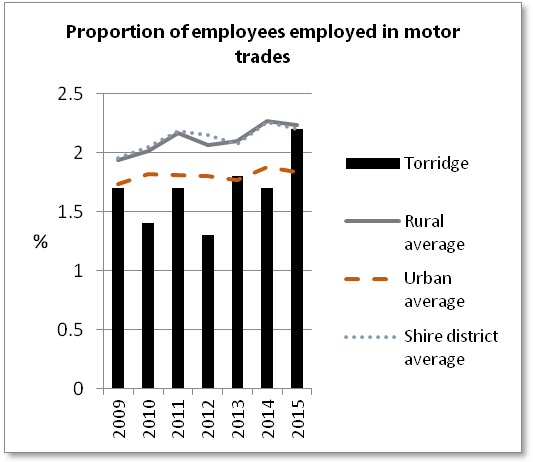 Proportion of employees employed in motor
trades
2.5
2
1.5
1
0.5
0
%
2009
2010
2011
2012
2013
2014
2015
Torridge
Rural
average
Urban
average
Shire district
average